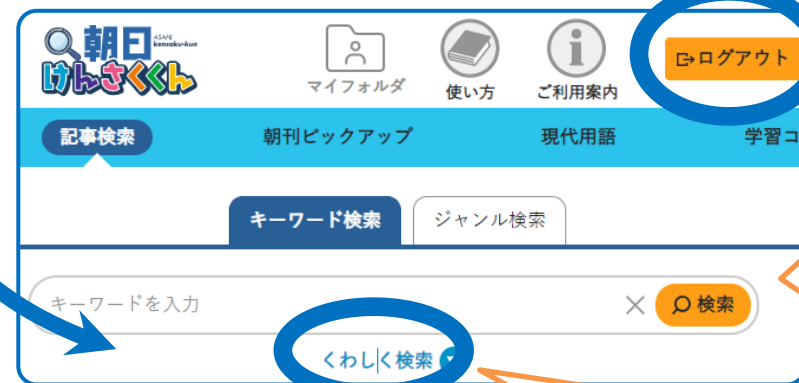 朝日 ASAHI kensaku-kun
けんさくくん
マイフォルダ
使い方
ご利用案内
ログアウト
記事検索
朝刊ピックアップ
現代用語
学習コ
キーワード検索
ジャンル検索
キーワードを入力
検索
くわしく検索